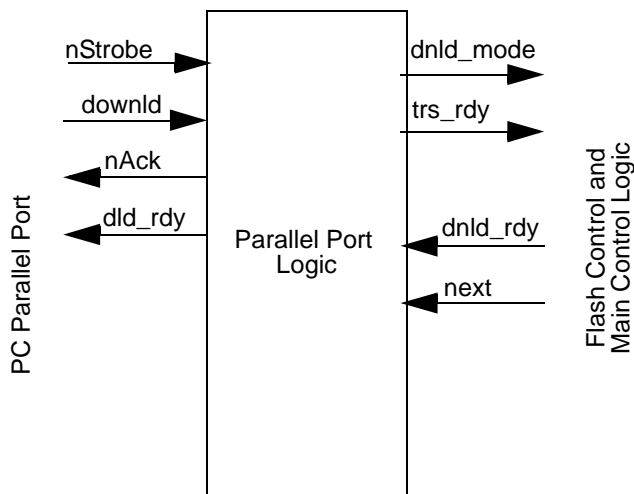 nStrobe
downld
nAck
dld_rdy
PC Parallel Port
Parallel Port
Logic
dnld_mode
trs_rdy
dnld_rdy
next
Flash Control and
Main Control Logic